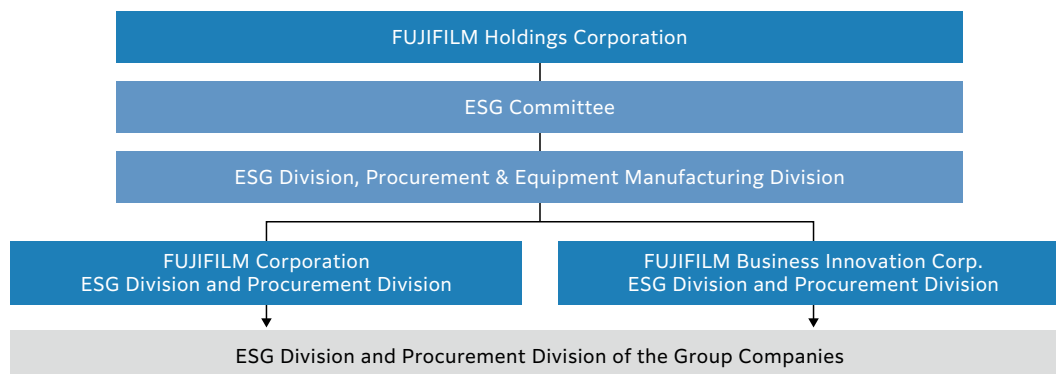 FUJIFILM Holdings Corporation
ESG Committee
ESG Division, Procurement & Equipment Manufacturing Division
FUJIFILM Corporation
ESG Division and Procurement Division
FUJIFILM Business Innovation Corp.
ESG Division and Procurement Division
ESG Division and Procurement Division of the Group Companies